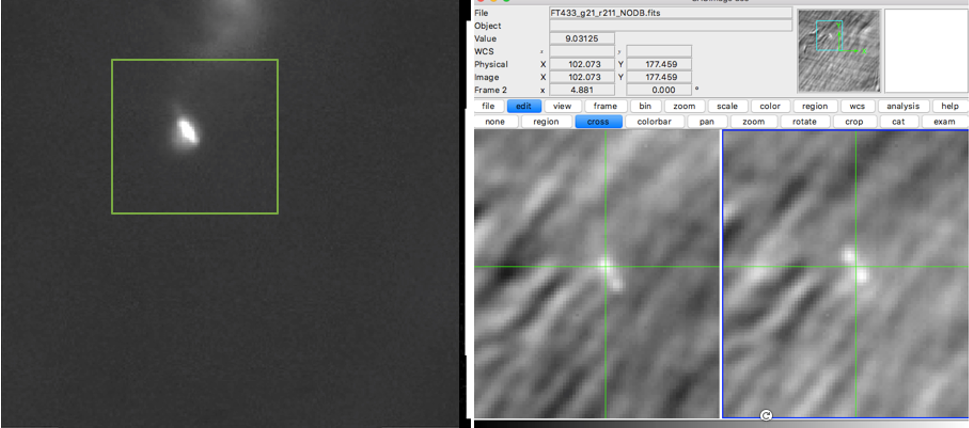 File FT433_g21_r211_NODB.fits
Object
Value 9.03125
WCS x y
Physical X 102.073 Y 177.459
Image X 102.073 Y 177.459
Frame 2 x 4.881 0.000 °
file edit view frame bin zoom scale color region wcs analysis help
none region cross colorbar pan zoom rotate crop cat exam